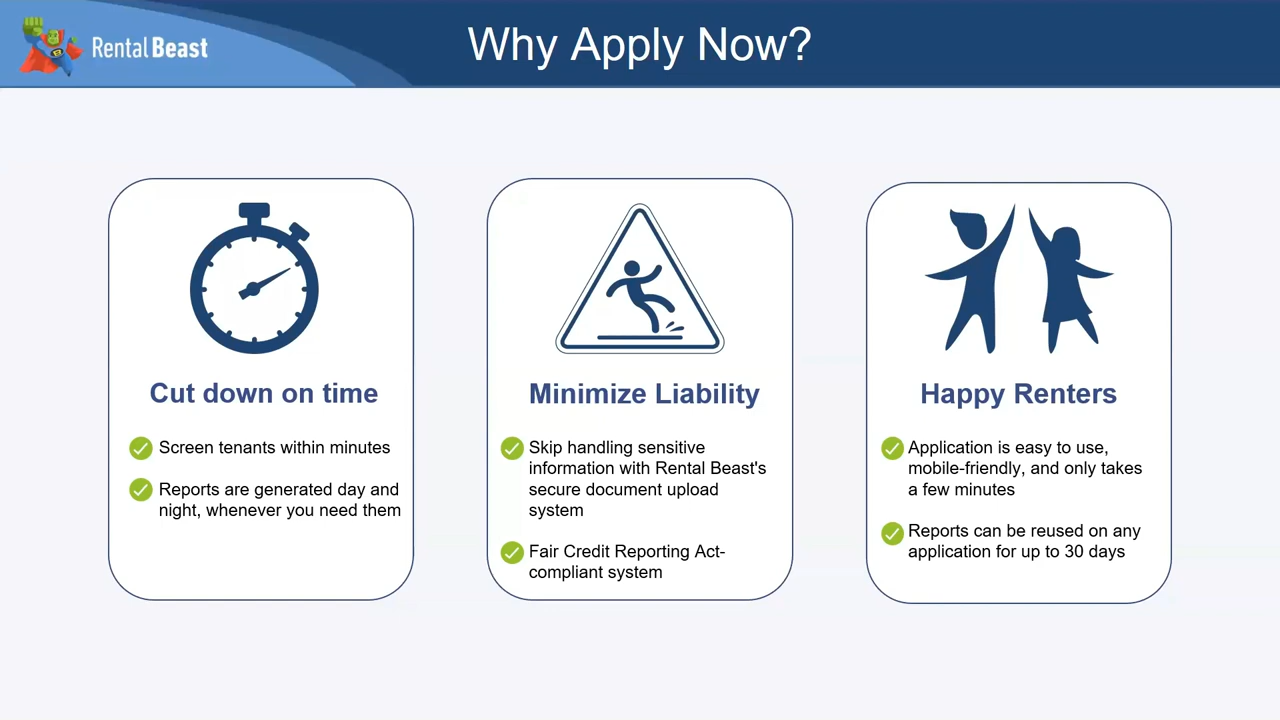 Rental Beast
Why Apply Now?
Cut down on time
Screen tenants within minutes
Reports are generated day and
night, whenever you need them
Minimize Liability
Skip handling sensitive
information with Rental Beast's
secure document upload
system
Fair Credit Reporting Act-
compliant system
Happy Renters
Application is easy to use,
mobile-friendly, and only takes
a few minutes
Reports can be reused on any
application for up to 30 days